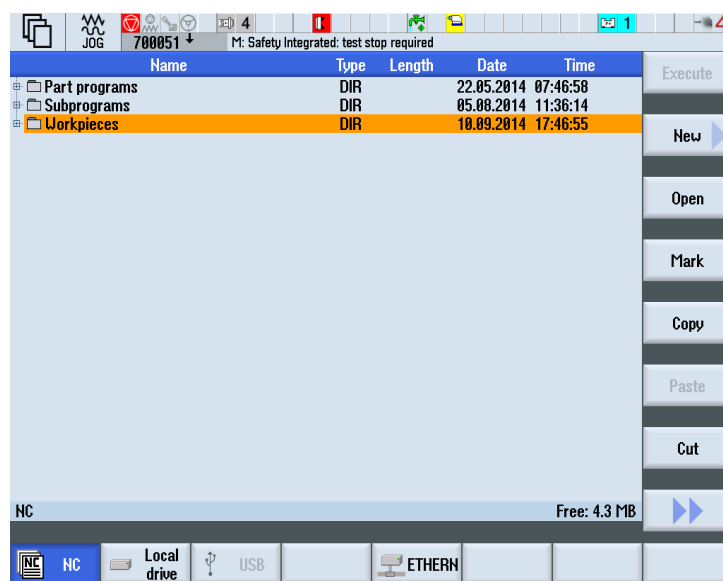 4
1
JOG
700051
M: Safety Integrated: test stop required
Name Type Length Date Time
Execute
Part programs DIR 22.05.2014 07:46:58
Subprograms DIR 05.08.2014 11:36:14
Workpieces DIR 10.09.2014 17:46:55
New
Open
Mark
Copy
Paste
Cut
NC Free: 4.3 MB
NC NC
Local
drive
USB
ETHERN